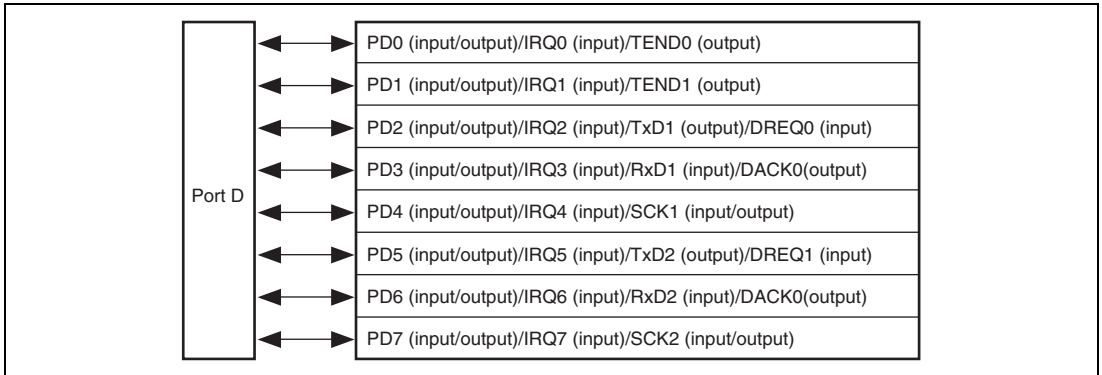 Port D
PD0 (input/output)/IRQ0 (input)/TEND0 (output)
PD1 (input/output)/IRQ1 (input)/TEND1 (output)
PD2 (input/output)/IRQ2 (input)/TxD1 (output)/DREQ0 (input)
PD3 (input/output)/IRQ3 (input)/RxD1 (input)/DACK0(output)
PD4 (input/output)/IRQ4 (input)/SCK1 (input/output)
PD5 (input/output)/IRQ5 (input)/TxD2 (output)/DREQ1 (input)
PD6 (input/output)/IRQ6 (input)/RxD2 (input)/DACK0(output)
PD7 (input/output)/IRQ7 (input)/SCK2 (input/output)